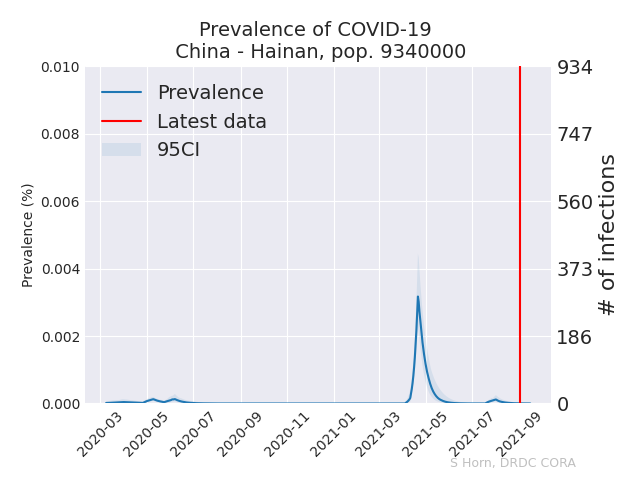 Prevalence of COVID-19
China - Hainan, pop. 9340000
Prevalence
Latest data
95CI
Prevalence (%)
0.010
0.008
0.006
0.004
0.002
0.000
934
747
560
373
186
0
# of infections
2020-03
2020-05
2020-07
2020-09
2020-11
2021-01
2021-03
2021-05
2021-07
2021-09
S Horn, DRDC CORA